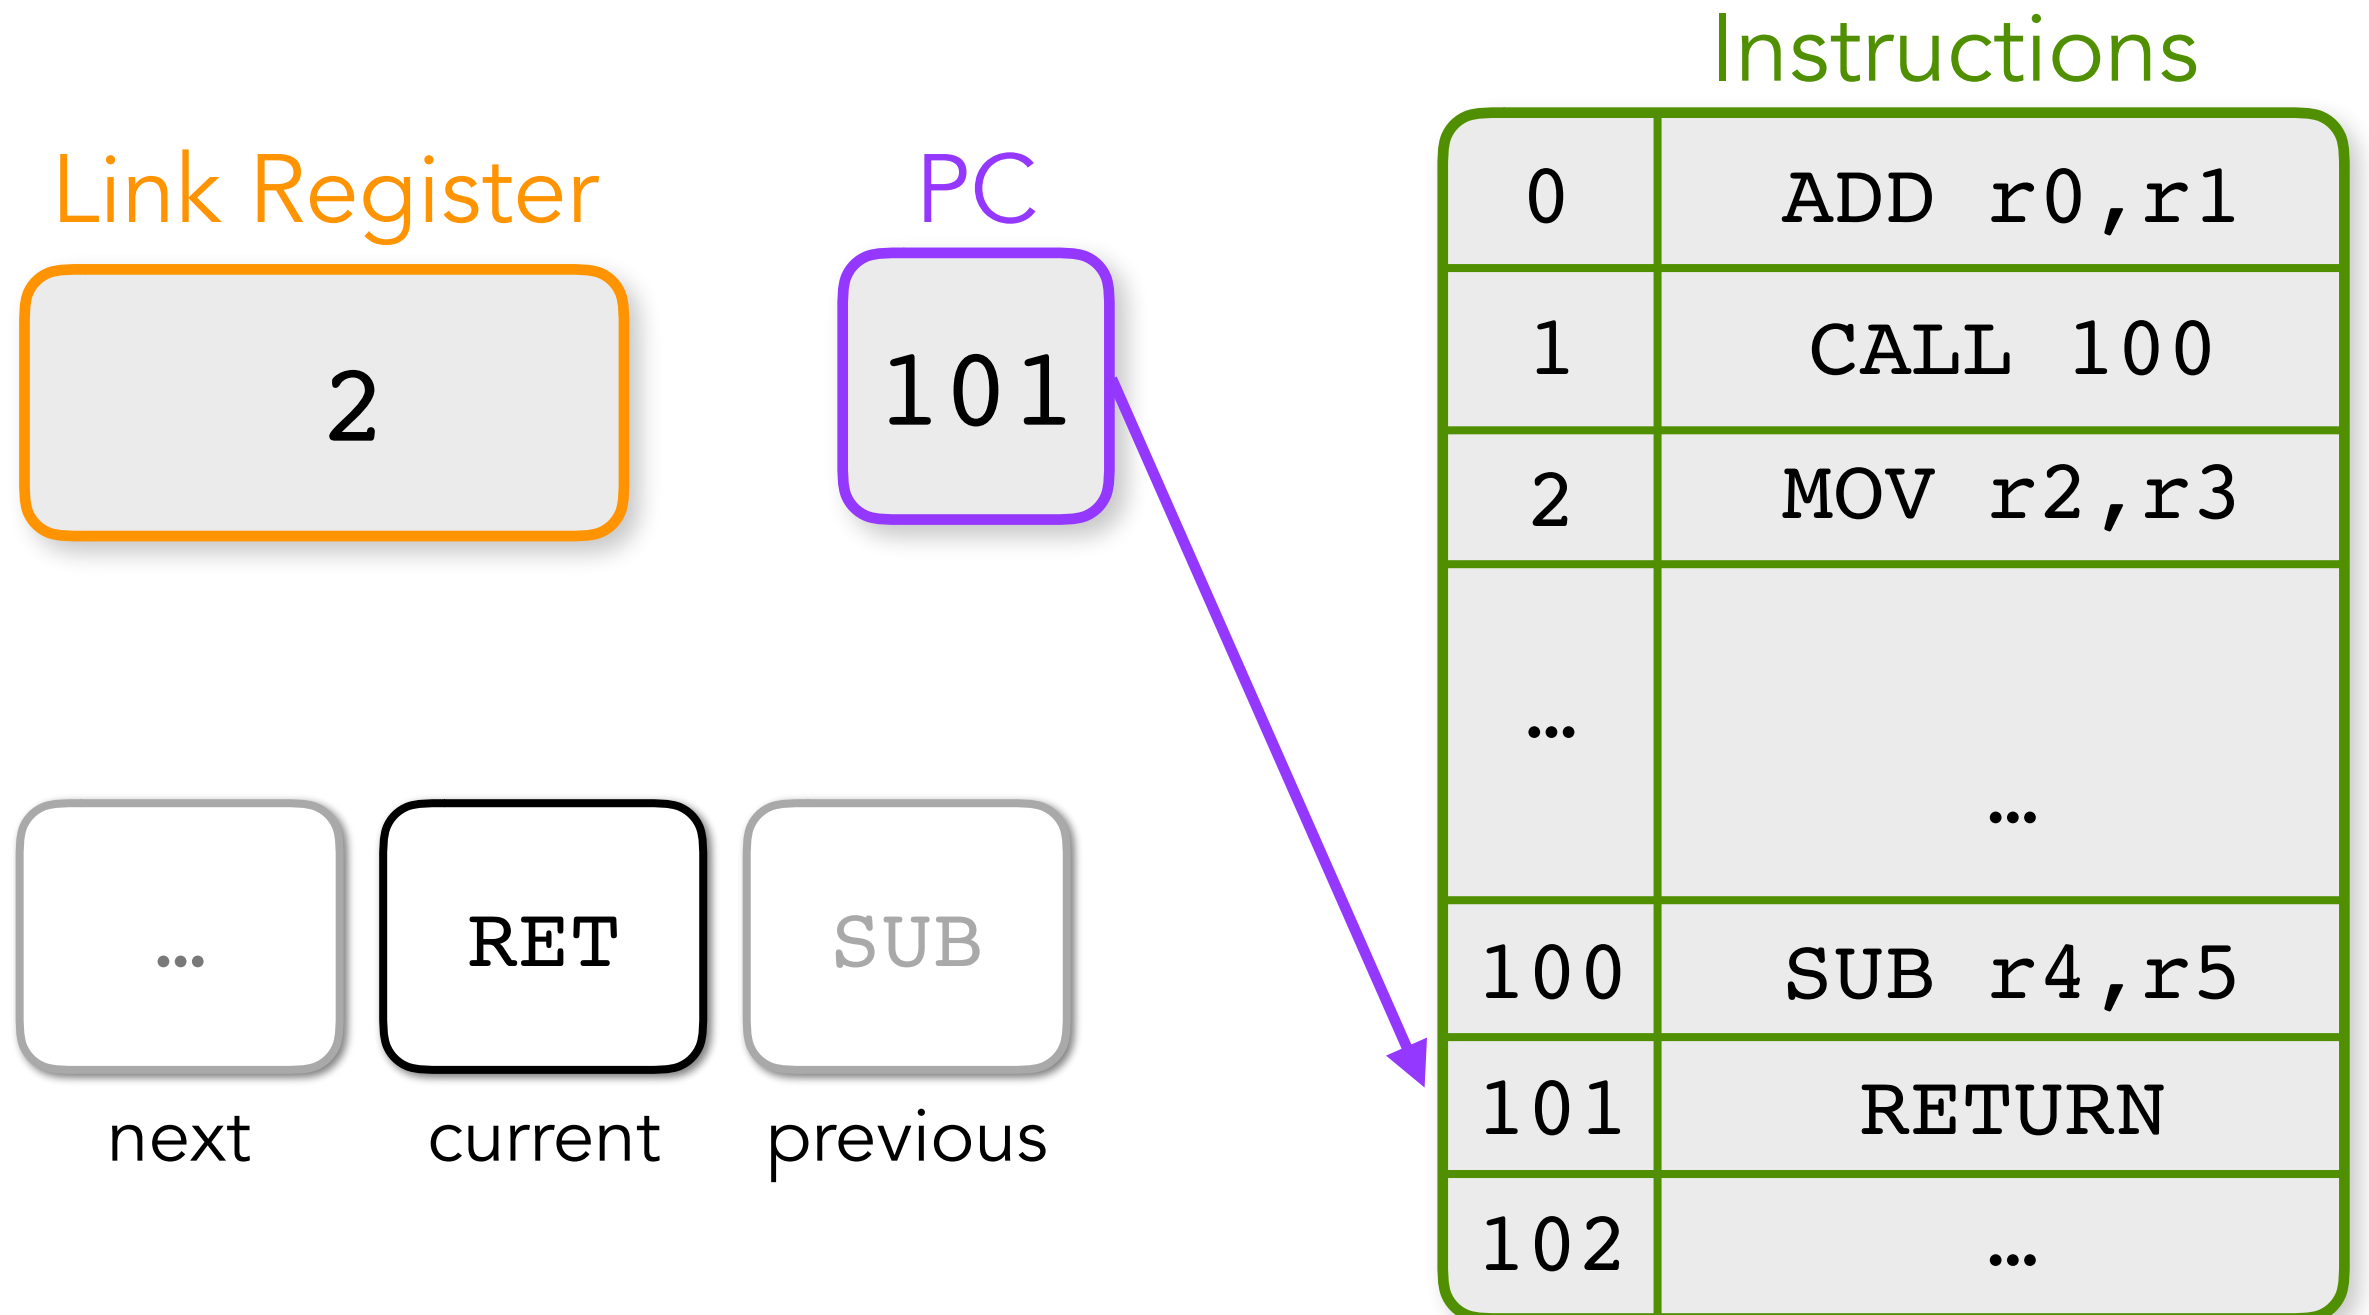 Instructions
Link Register
PC
2
101
0 ADD r0,r1
1 CALL 100
2 MOV r2,r3
… …
100 SUB r4,r5
101 RETURN
102 …
… RET SUB
next current previous